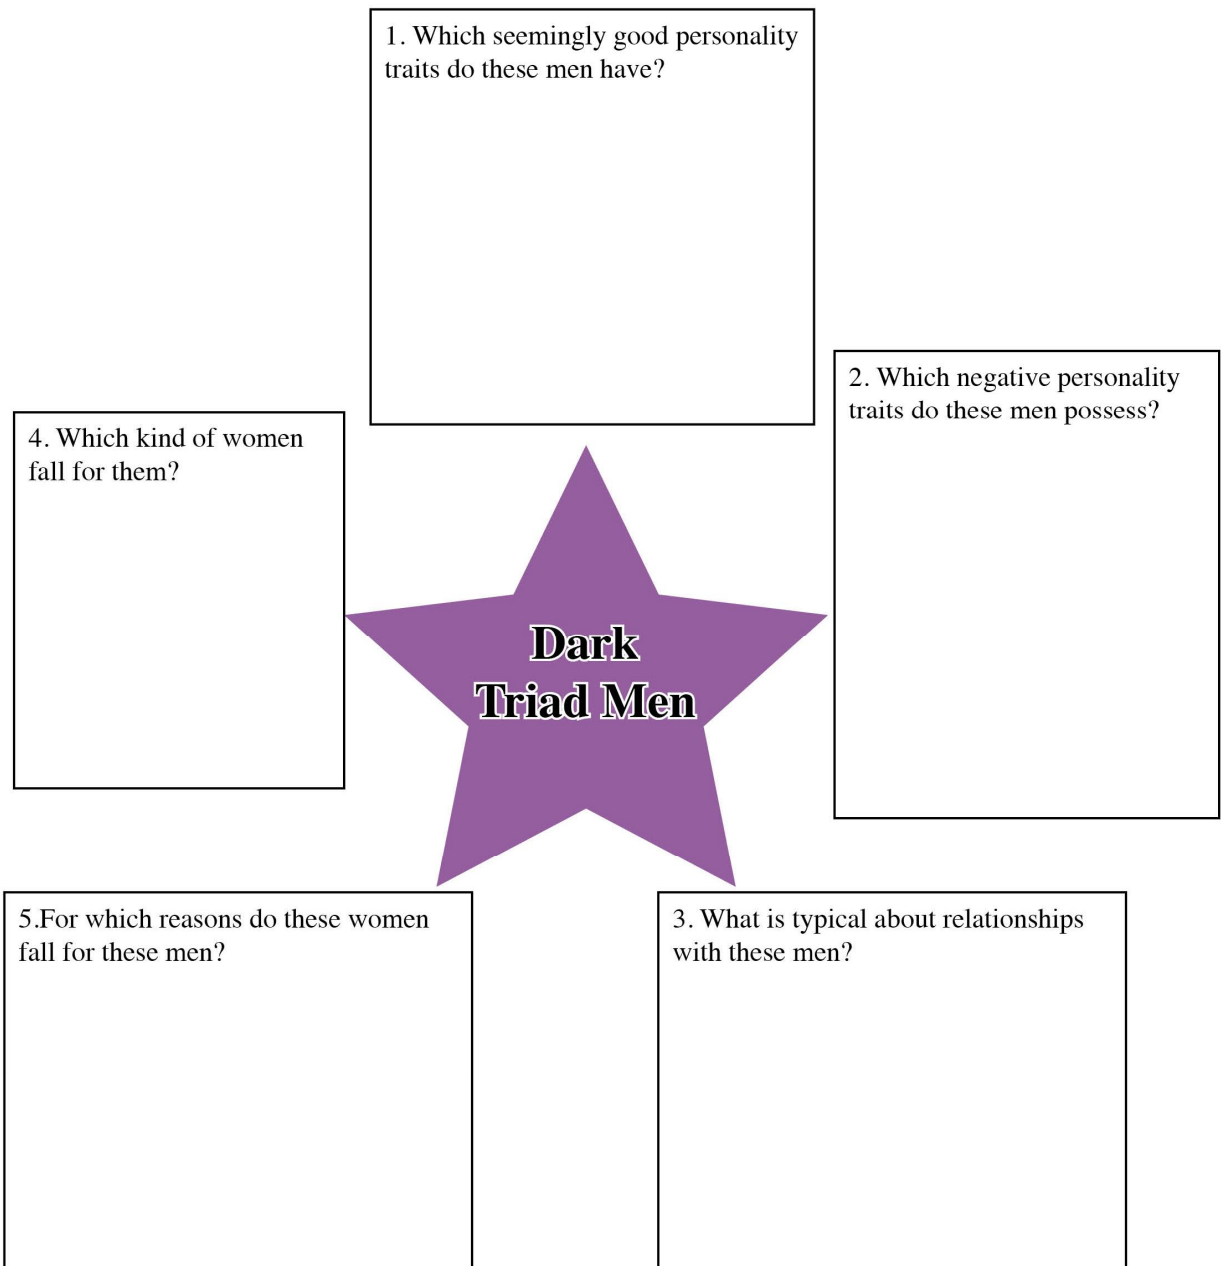 1. Which seemingly good personality
traits do these men have?
2. Which negative personality
traits do these men possess?
4. Which kind of women
fall for them?
Dark
Triad Men
5.For which reasons do these women
fall for these men?
3. What is typical about relationships
with these men?